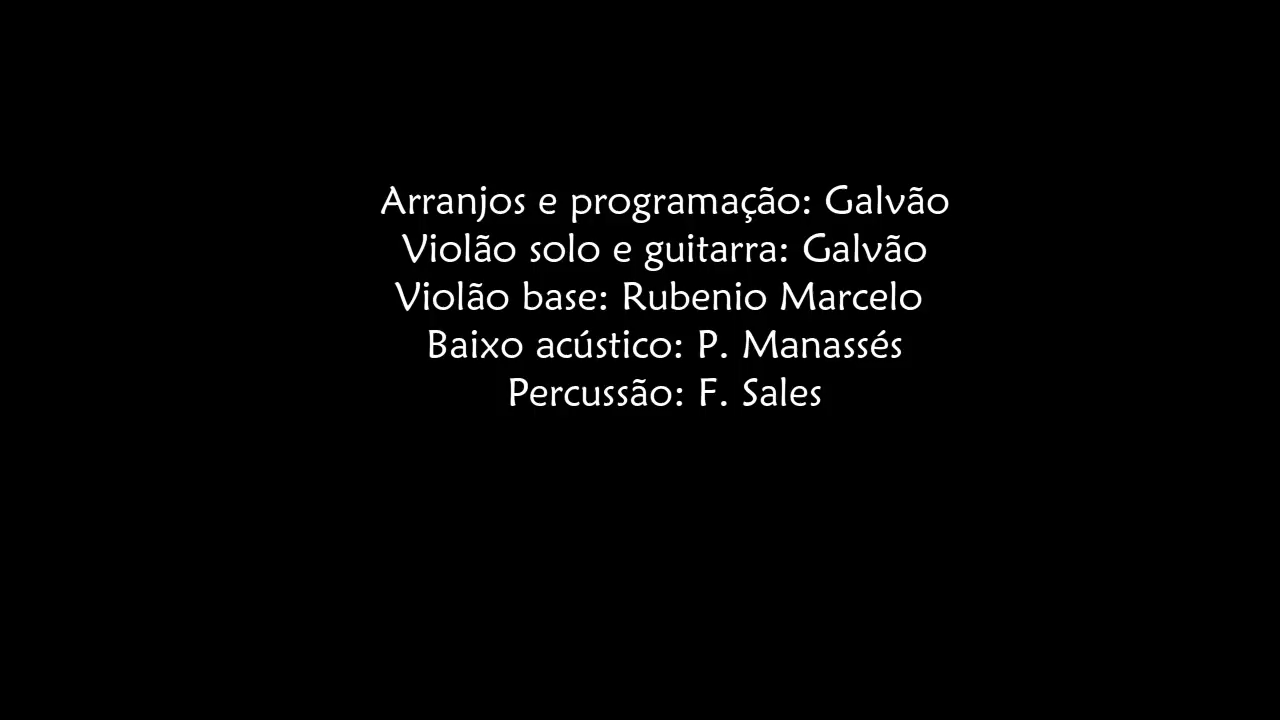 Arranjos e programação: Galvão
Violão solo e guitarra: Galvão
Violão base: Rubenio Marcelo
Baixo acústico: P. Manassés
Percussão: F. Sales